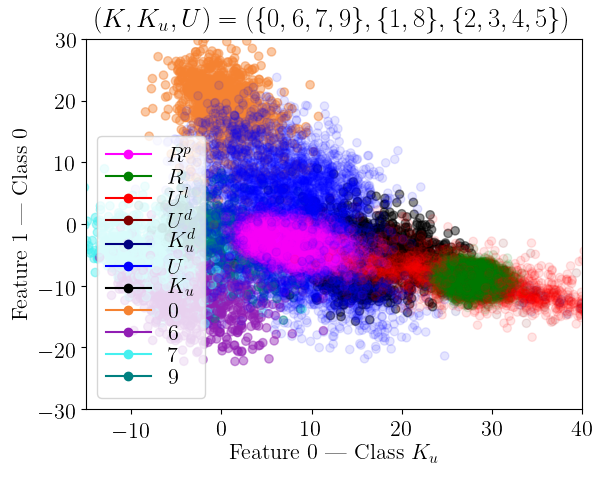 (K, K_u, U) = ({0, 6, 7, 9}, {1, 8}, {2, 3, 4, 5})
30
20
10
0
−10
−20
−30
Feature 1 — Class 0
R^p
R
U^l
U^d
K_u^d
U
K_u
0
6
7
9
−10
0
10
20
30
40
Feature 0 — Class K_u